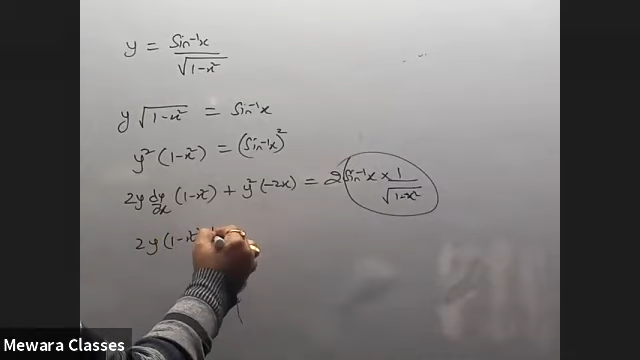 y = Sin⁻¹x / √(1-x²)
y √(1-x²) = Sin⁻¹x
y² (1-x²) = (Sin⁻¹x)²
2y dy/dx (1-x²) + y² (-2x) = 2 Sin⁻¹x × 1/√(1-x²)
2y (1-x²)
Mewara Classes